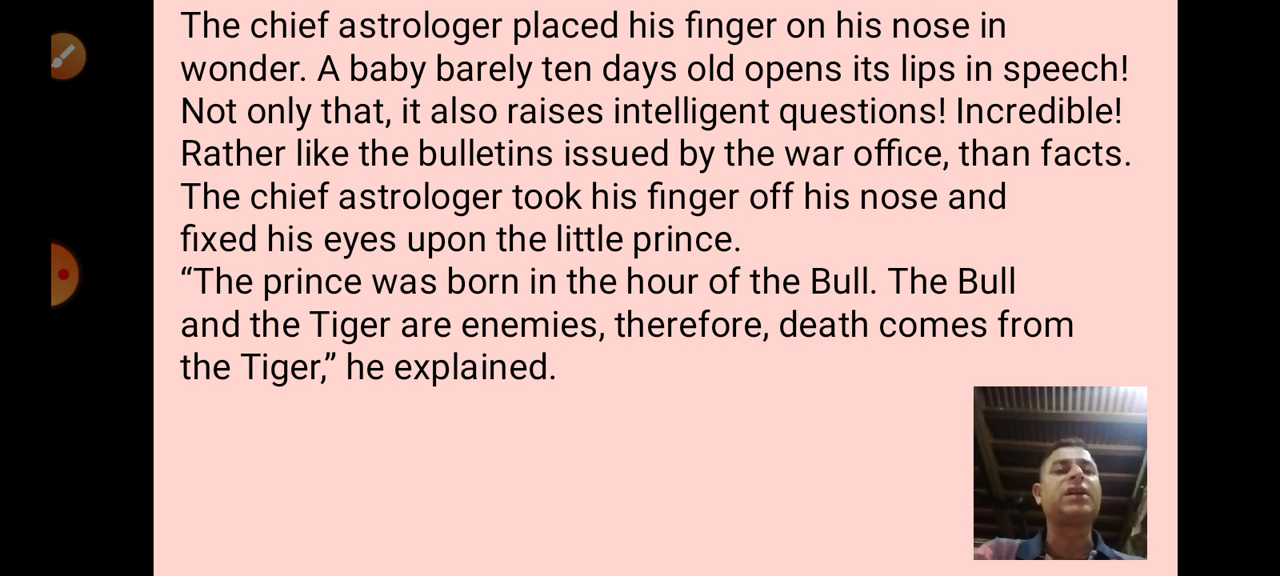 The chief astrologer placed his finger on his nose in
wonder. A baby barely ten days old opens its lips in speech!
Not only that, it also raises intelligent questions! Incredible!
Rather like the bulletins issued by the war office, than facts.
The chief astrologer took his finger off his nose and
fixed his eyes upon the little prince.
“The prince was born in the hour of the Bull. The Bull
and the Tiger are enemies, therefore, death comes from
the Tiger,” he explained.